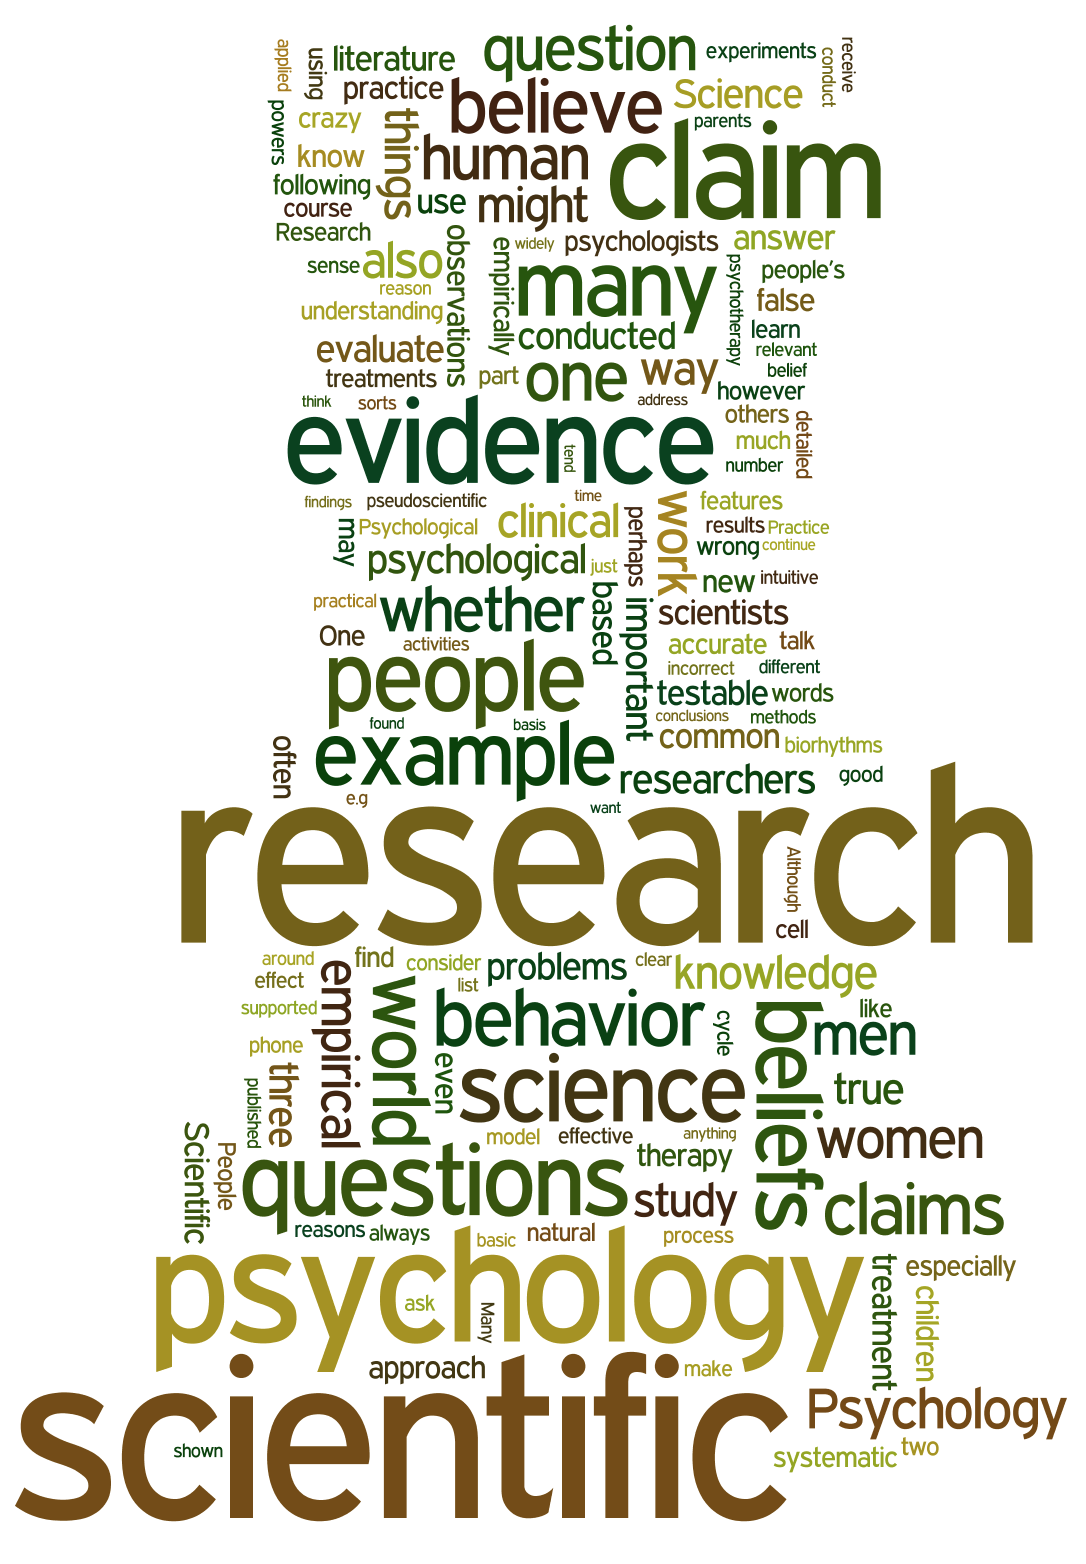 applied
using
literature
question
experiments
conduct
receive
practice
believe
Science
powers
crazy
things
parents
know
human
claim
following
use
might
course
Research
observations
empirically
widely
psychologists
answer
sense
also
many
psychotherapy
people's
reason
false
understanding
conducted
learn
evaluate
way
relevant
treatments
part
one
belief
however
think
sorts
address
others
detailed
evidence
tend
much
number
findings
pseudoscientific
time
work
features
may
Psychological
clinical
perhaps
results
Practice
wrong
continue
psychological
just
new
intuitive
practical
whether
based
important
scientists
One
activities
accurate
talk
people
incorrect
different
testable
words
found
basis
conclusions
methods
often
example
common
biorhythms
researchers
good
e.g
want
research
Although
cell
around
find
consider
problems
clear
knowledge
effect
list
supported
empirical
world
behavior
cycle
beliefs
like
men
phone
three
even
science
true
published
model
effective
anything
women
Scientific
People
questions
therapy
study
claims
reasons
always
basic
natural
process
psychology
treatment
especially
ask
Many
children
approach
make
scientific
Psychology
shown
systematic
two